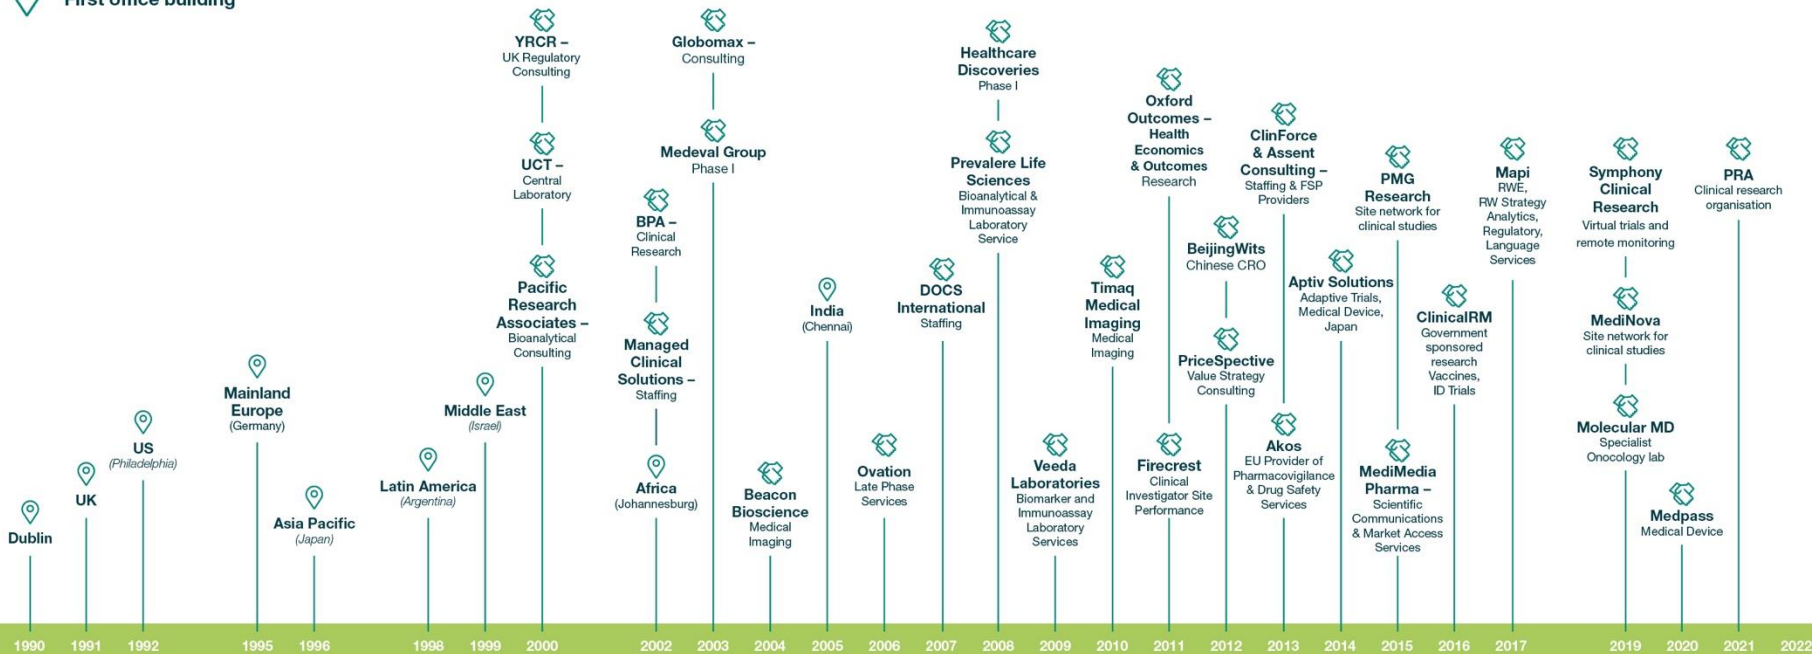 First office building
Dublin
UK
US
(Philadelphia)
Mainland
Europe
(Germany)
Asia Pacific
(Japan)
Latin America
(Argentina)
Middle East
(Israel)
YRCR –
UK Regulatory
Consulting
UCT –
Central
Laboratory
Pacific
Research
Associates –
Bioanalytical
Consulting
BPA –
Clinical
Research
Managed
Clinical
Solutions –
Staffing
Africa
(Johannesburg)
Globomax –
Consulting
Medeval Group
Phase I
Beacon
Bioscience
Medical
Imaging
India
(Chennai)
Ovation
Late Phase
Services
DOCS
International
Staffing
Healthcare
Discoveries
Phase I
Prevalere Life
Sciences
Bioanalytical &
Immunoassay
Laboratory
Service
Veeda
Laboratories
Biomarker and
Immunoassay
Laboratory
Services
Timaq
Medical
Imaging
Medical
Imaging
Oxford
Outcomes –
Health
Economics
& Outcomes
Research
Firecrest
Clinical
Investigator Site
Performance
BeijingWits
Chinese CRO
PriceSpective
Value Strategy
Consulting
ClinForce
& Assent
Consulting –
Staffing & FSP
Providers
Akos
EU Provider of
Pharmacovigilance
& Drug Safety
Services
Aptiv Solutions
Adaptive Trials,
Medical Device,
Japan
PMG
Research
Site network for
clinical studies
MediMedia
Pharma –
Scientific
Communications
& Market Access
Services
ClinicalRM
Government
sponsored
research
Vaccines,
ID Trials
Mapi
RWE,
RW Strategy
Analytics,
Regulatory,
Language
Services
Symphony
Clinical
Research
Virtual trials and
remote monitoring
MediNova
Site network for
clinical studies
Molecular MD
Specialist
Onocology lab
Medpass
Medical Device
PRA
Clinical research
organisation
1990 1991 1992 1995 1996 1998 1999 2000 2002 2003 2004 2005 2006 2007 2008 2009 2010 2011 2012 2013 2014 2015 2016 2017 2019 2020 2021 2022